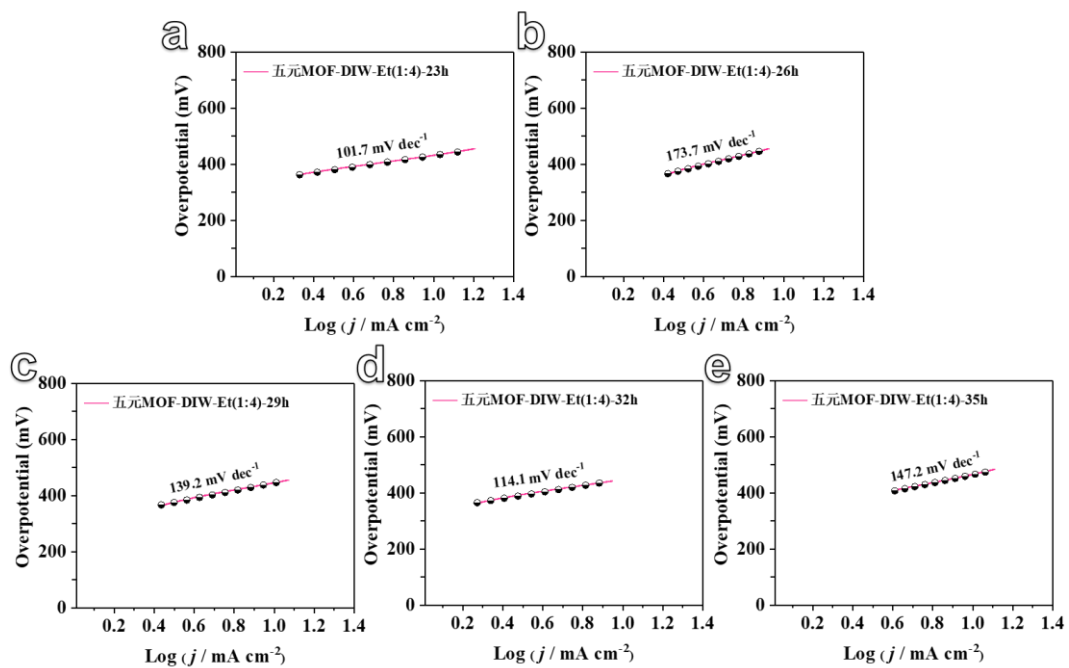 a
五元MOF-DIW-Et(1:4)-23h
101.7 mV dec⁻¹
Overpotential (mV)
800
600
400
200
0
0.2 0.4 0.6 0.8 1.0 1.2 1.4
Log (j / mA cm⁻²)
b
五元MOF-DIW-Et(1:4)-26h
173.7 mV dec⁻¹
Overpotential (mV)
800
600
400
200
0
0.2 0.4 0.6 0.8 1.0 1.2 1.4
Log (j / mA cm⁻²)
c
五元MOF-DIW-Et(1:4)-29h
139.2 mV dec⁻¹
Overpotential (mV)
800
600
400
200
0
0.2 0.4 0.6 0.8 1.0 1.2 1.4
Log (j / mA cm⁻²)
d
五元MOF-DIW-Et(1:4)-32h
114.1 mV dec⁻¹
Overpotential (mV)
800
600
400
200
0
0.2 0.4 0.6 0.8 1.0 1.2 1.4
Log (j / mA cm⁻²)
e
五元MOF-DIW-Et(1:4)-35h
147.2 mV dec⁻¹
Overpotential (mV)
800
600
400
200
0
0.2 0.4 0.6 0.8 1.0 1.2 1.4
Log (j / mA cm⁻²)